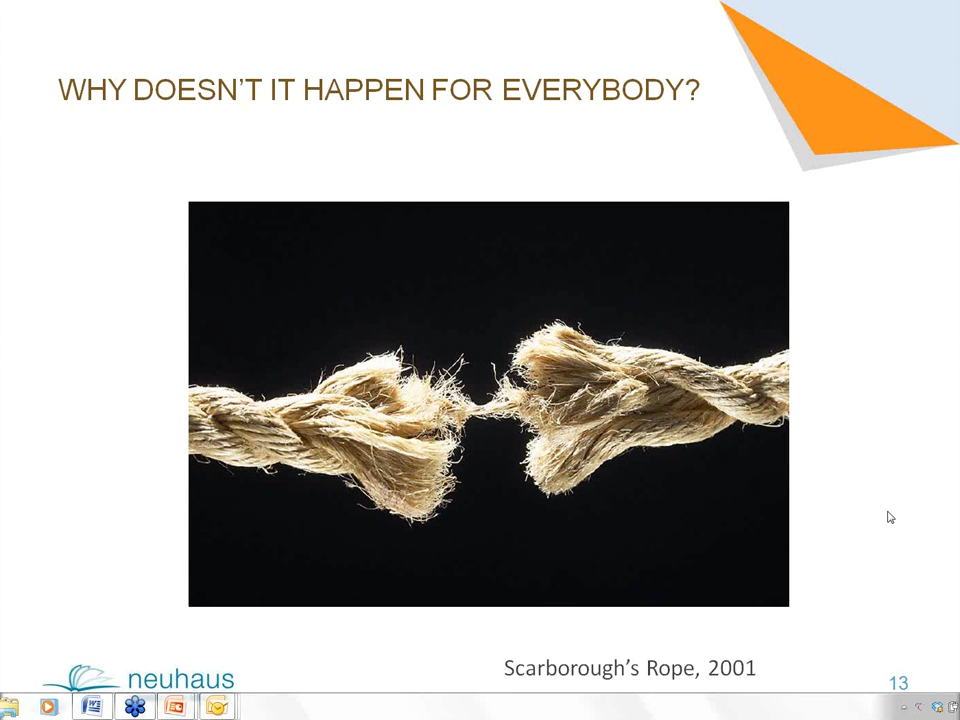 WHY DOESN’T IT HAPPEN FOR EVERYBODY?
Scarborough’s Rope, 2001
neuhaus
13